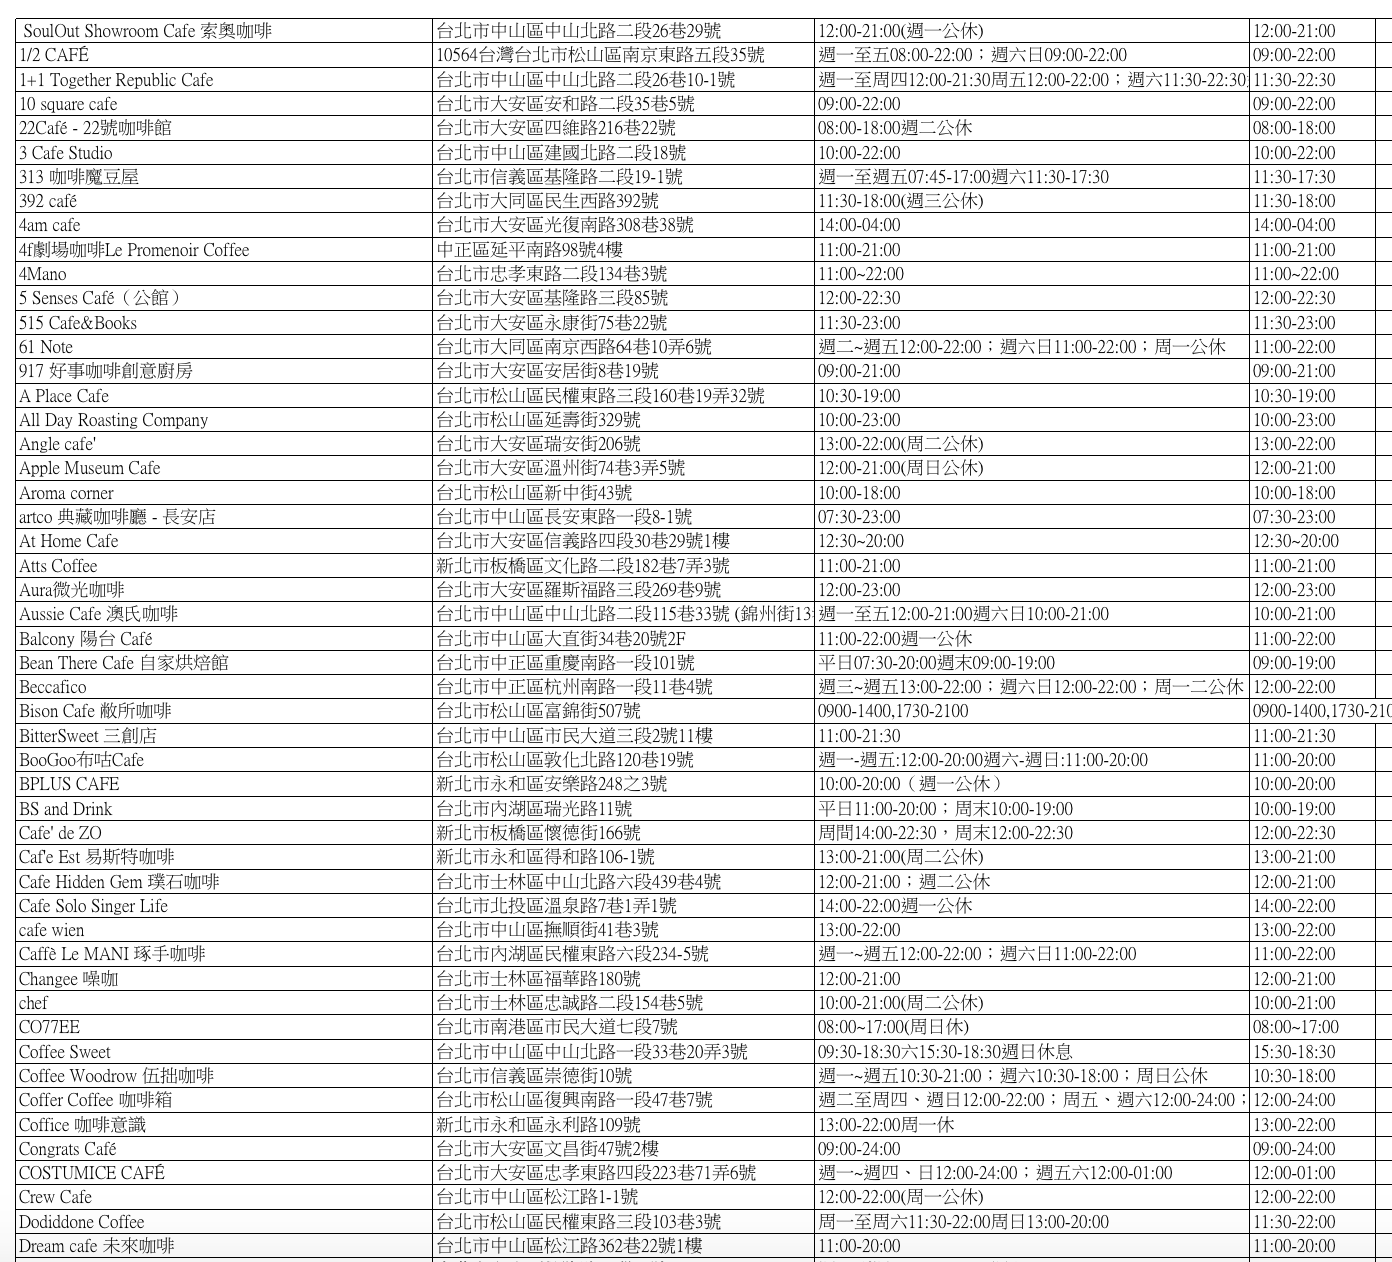 SoulOut Showroom Cafe 索奧咖啡 台北市中山區中山北路二段26巷29號 12:00-21:00(週一公休) 12:00-21:00
1/2 CAFÉ 10564台灣台北市松山區南京東路五段35號 週一至五08:00-22:00；週六日09:00-22:00 09:00-22:00
1+1 Together Republic Cafe 台北市中山區中山北路二段26巷10-1號 週一至周四12:00-21:30周五12:00-22:00；週六11:30-22:30 11:30-22:30
10 square cafe 台北市大安區安和路二段35巷5號 09:00-22:00 09:00-22:00
22Café - 22號咖啡館 台北市大安區四維路216巷22號 08:00-18:00週二公休 08:00-18:00
3 Cafe Studio 台北市中山區建國北路二段18號 10:00-22:00 10:00-22:00
313 咖啡魔豆屋 台北市信義區基隆路二段19-1號 週一至週五07:45-17:00週六11:30-17:30 11:30-17:30
392 café 台北市大同區民生西路392號 11:30-18:00(週三公休) 11:30-18:00
4am cafe 台北市大安區光復南路308巷38號 14:00-04:00 14:00-04:00
4f劇場咖啡Le Promenoir Coffee 中正區延平南路98號4樓 11:00-21:00 11:00-21:00
4Mano 台北市忠孝東路二段134巷3號 11:00~22:00 11:00~22:00
5 Senses Café（公館） 台北市大安區基隆路三段85號 12:00-22:30 12:00-22:30
515 Cafe&Books 台北市大安區永康街75巷22號 11:30-23:00 11:30-23:00
61 Note 台北市大同區南京西路64巷10弄6號 週二~週五12:00-22:00；週六日11:00-22:00；周一公休 11:00-22:00
917 好事咖啡創意廚房 台北市大安區安居街8巷19號 09:00-21:00 09:00-21:00
A Place Cafe 台北市松山區民權東路三段160巷19弄32號 10:30-19:00 10:30-19:00
All Day Roasting Company 台北市松山區延壽街329號 10:00-23:00 10:00-23:00
Angle cafe' 台北市大安區瑞安街206號 13:00-22:00(周二公休) 13:00-22:00
Apple Museum Cafe 台北市大安區溫州街74巷3弄5號 12:00-21:00(周日公休) 12:00-21:00
Aroma corner 台北市松山區新中街43號 10:00-18:00 10:00-18:00
artco 典藏咖啡廳 - 長安店 台北市中山區長安東路一段8-1號 07:30-23:00 07:30-23:00
At Home Cafe 台北市大安區信義路四段30巷29號1樓 12:30~20:00 12:30~20:00
Atts Coffee 新北市板橋區文化路二段182巷7弄3號 11:00-21:00 11:00-21:00
Aura微光咖啡 台北市大安區羅斯福路三段269巷9號 12:00-23:00 12:00-23:00
Aussie Cafe 澳氏咖啡 台北市中山區中山北路二段115巷33號 (錦州街13 週一至五12:00-21:00週六日10:00-21:00 10:00-21:00
Balcony 陽台 Café 台北市中山區大直街34巷20號2F 11:00-22:00週一公休 11:00-22:00
Bean There Cafe 自家烘焙館 台北市中正區重慶南路一段101號 平日07:30-20:00週末09:00-19:00 09:00-19:00
Beccafico 台北市中正區杭州南路一段11巷4號 週三~週五13:00-22:00；週六日12:00-22:00；周一二公休 12:00-22:00
Bison Cafe 敝所咖啡 台北市松山區富錦街507號 0900-1400,1730-2100 0900-1400,1730-210
BitterSweet 三創店 台北市中山區市民大道三段2號11樓 11:00-21:30 11:00-21:30
BooGoo布咕Cafe 台北市松山區敦化北路120巷19號 週一-週五:12:00-20:00週六-週日:11:00-20:00 11:00-20:00
BPLUS CAFE 新北市永和區安樂路248之3號 10:00-20:00（週一公休） 10:00-20:00
BS and Drink 台北市內湖區瑞光路11號 平日11:00-20:00；周末10:00-19:00 10:00-19:00
Cafe' de ZO 新北市板橋區懷德街166號 周間14:00-22:30，周末12:00-22:30 12:00-22:30
Caf'e Est 易斯特咖啡 新北市永和區得和路106-1號 13:00-21:00(周二公休) 13:00-21:00
Cafe Hidden Gem 璞石咖啡 台北市士林區中山北路六段439巷4號 12:00-21:00；週二公休 12:00-21:00
Cafe Solo Singer Life 台北市北投區溫泉路7巷1弄1號 14:00-22:00週一公休 14:00-22:00
cafe wien 台北市中山區撫順街41巷3號 13:00-22:00 13:00-22:00
Caffè Le MANI 琢手咖啡 台北市內湖區民權東路六段234-5號 週一~週五12:00-22:00；週六日11:00-22:00 11:00-22:00
Changee 嗓咖 台北市士林區福華路180號 12:00-21:00 12:00-21:00
chef 台北市士林區忠誠路二段154巷5號 10:00-21:00(周二公休) 10:00-21:00
CO77EE 台北市南港區市民大道七段7號 08:00~17:00(周日休) 08:00~17:00
Coffee Sweet 台北市中山區中山北路一段33巷20弄3號 09:30-18:30六15:30-18:30週日休息 15:30-18:30
Coffee Woodrow 伍拙咖啡 台北市信義區崇德街10號 週一~週五10:30-21:00；週六10:30-18:00；周日公休 10:30-18:00
Coffer Coffee 咖啡箱 台北市松山區復興南路一段47巷7號 週二至周四、週日12:00-22:00；周五、週六12:00-24:00； 12:00-24:00
Coffice 咖啡意識 新北市永和區永利路109號 13:00-22:00周一休 13:00-22:00
Congrats Café 台北市大安區文昌街47號2樓 09:00-24:00 09:00-24:00
COSTUMICE CAFÉ 台北市大安區忠孝東路四段223巷71弄6號 週一~週四、日12:00-24:00；週五六12:00-01:00 12:00-01:00
Crew Cafe 台北市中山區松江路1-1號 12:00-22:00(周一公休) 12:00-22:00
Dodiddone Coffee 台北市松山區民權東路三段103巷3號 周一至周六11:30-22:00周日13:00-20:00 11:30-22:00
Dream cafe 未來咖啡 台北市中山區松江路362巷22號1樓 11:00-20:00 11:00-20:00